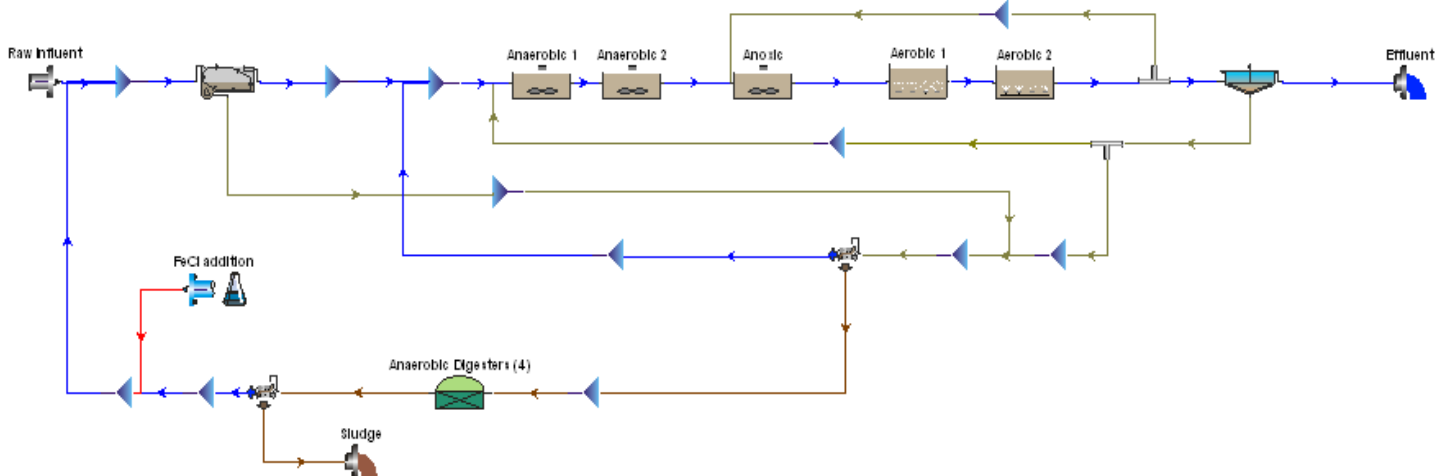 Raw Influent
Anaerobic 1
Anaerobic 2
Anoxic
Aerobic 1
Aerobic 2
Effluent
FeCl addition
Anaerobic Digesters (4)
Sludge